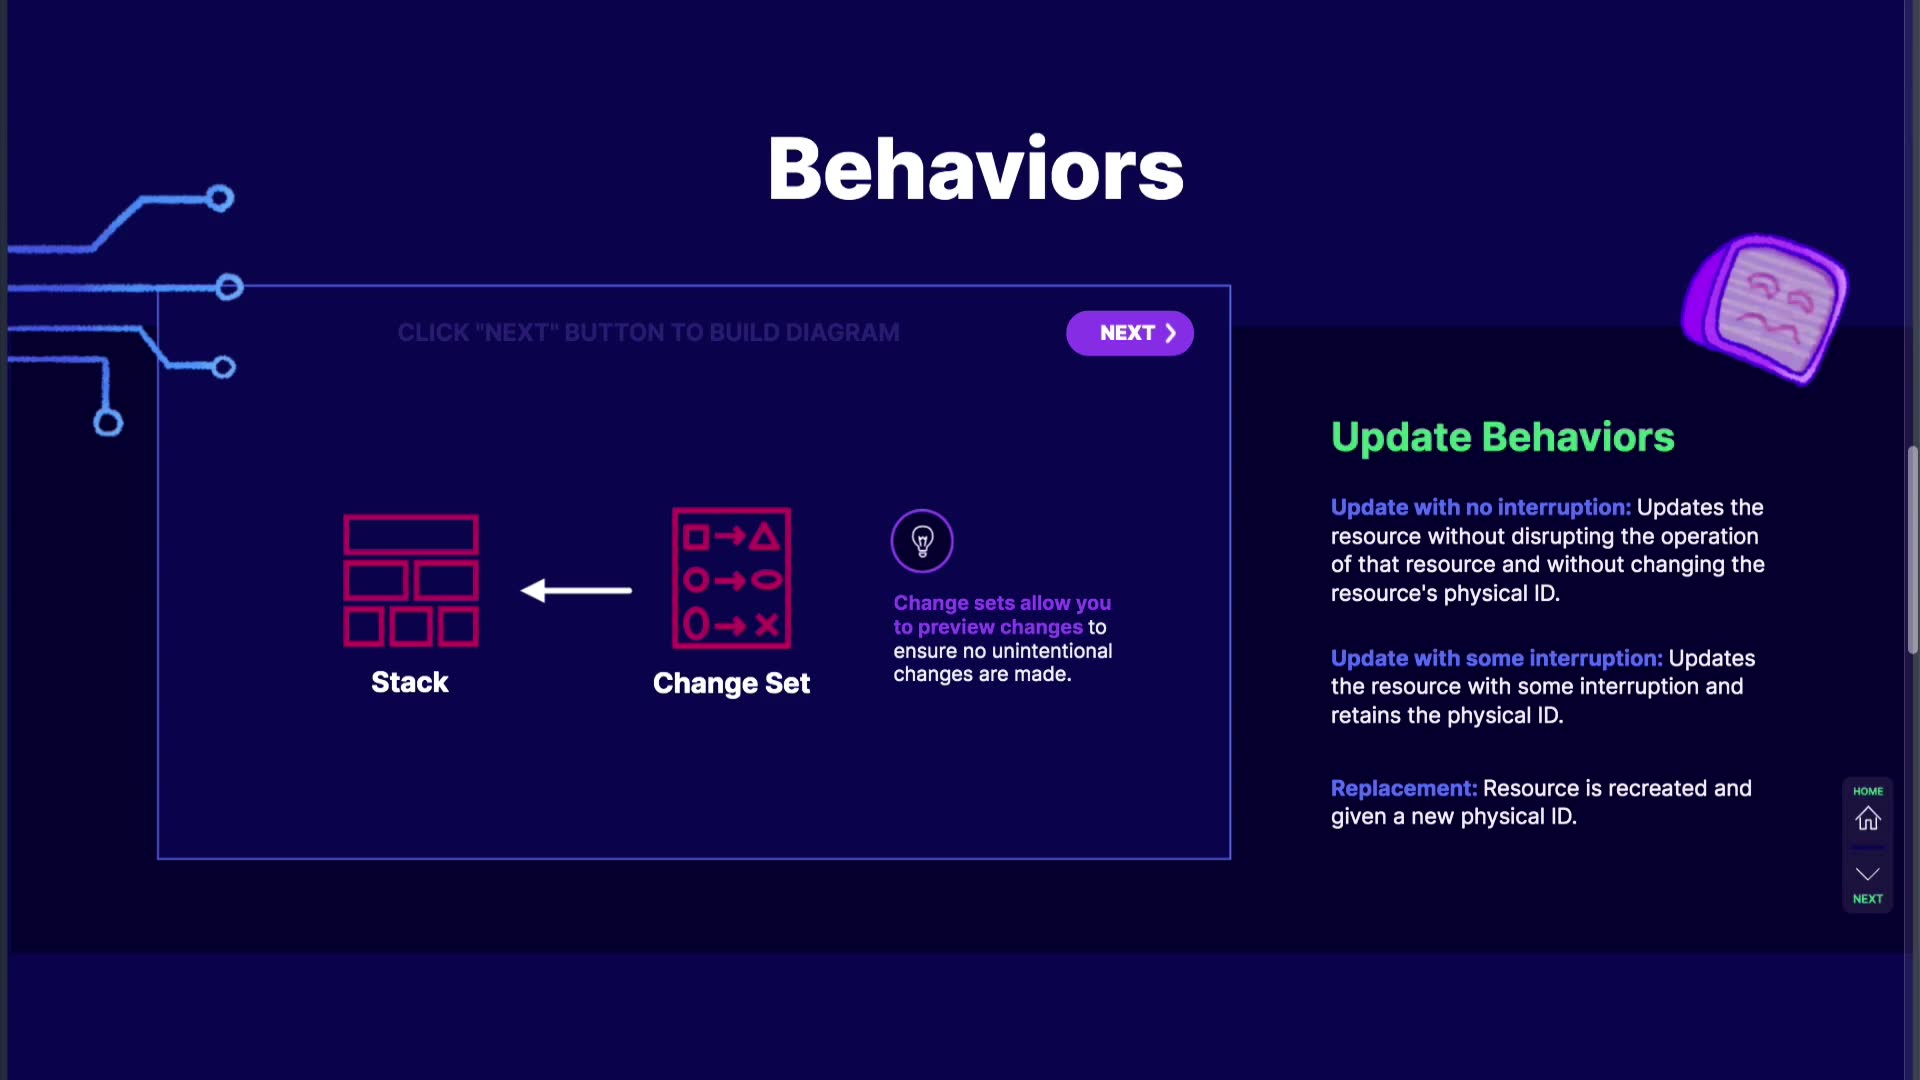 Behaviors
CLICK "NEXT" BUTTON TO BUILD DIAGRAM
NEXT
Stack
Change Set
Change sets allow you
to preview changes to
ensure no unintentional
changes are made.
Update Behaviors
Update with no interruption: Updates the
resource without disrupting the operation
of that resource and without changing the
resource's physical ID.
Update with some interruption: Updates
the resource with some interruption and
retains the physical ID.
Replacement: Resource is recreated and
given a new physical ID.
HOME
NEXT